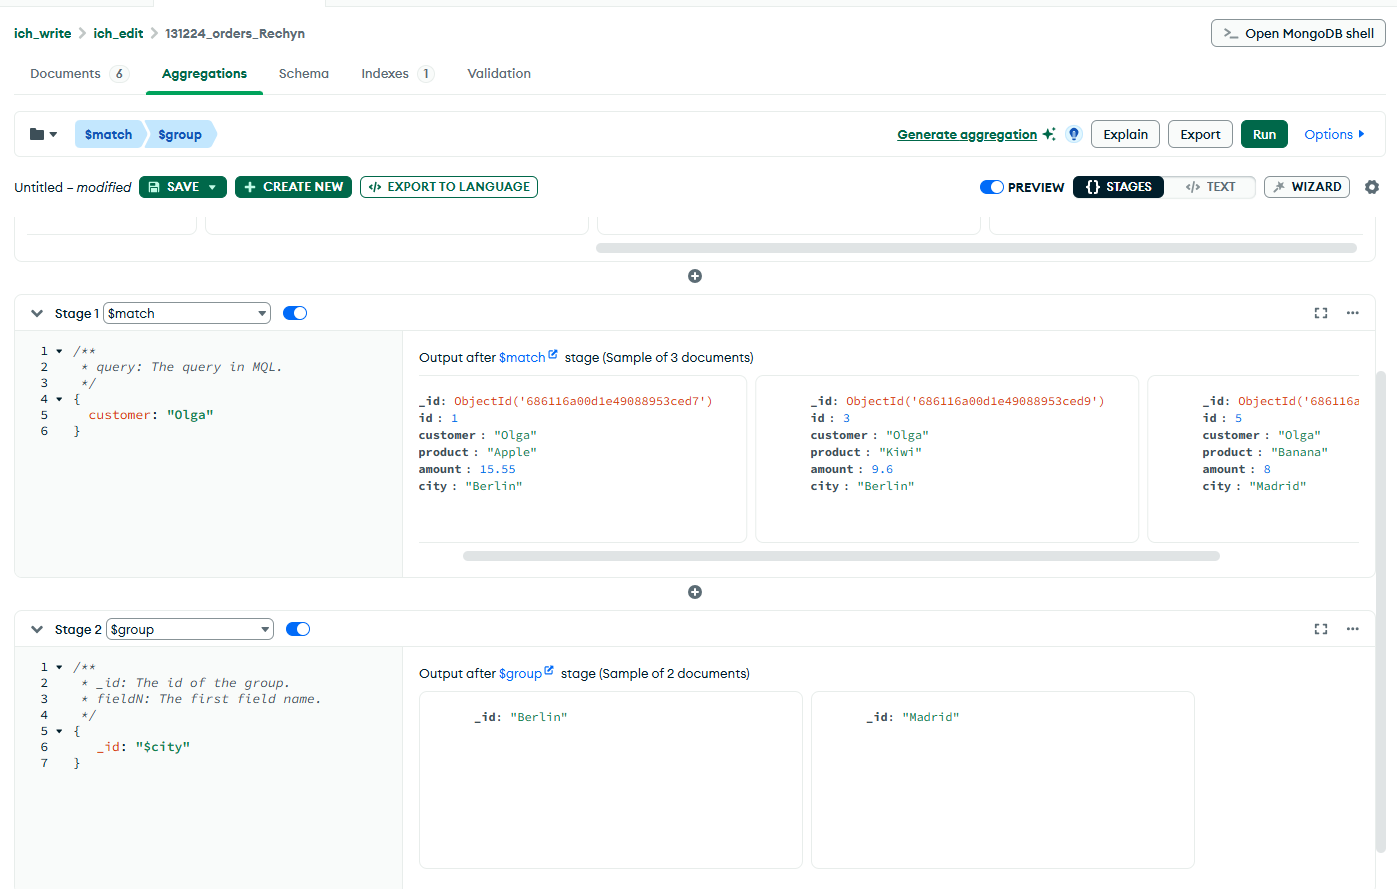 ich_write > ich_edit > 131224_orders_Rechyn
>_ Open MongoDB shell
Documents 6 Aggregations Schema Indexes 1 Validation
$match $group
Generate aggregation Explain Export Run Options
Untitled – modified SAVE + CREATE NEW </> EXPORT TO LANGUAGE
PREVIEW {} STAGES </> TEXT WIZARD
Stage 1 $match
1 /**
2 * query: The query in MQL.
3 */
4 {
5 customer: "Olga"
6 }
Output after $match stage (Sample of 3 documents)
_id: ObjectId('686116a00d1e49088953ced7')
id : 1
customer : "Olga"
product : "Apple"
amount : 15.55
city : "Berlin"
_id: ObjectId('686116a00d1e49088953ced9')
id : 3
customer : "Olga"
product : "Kiwi"
amount : 9.6
city : "Berlin"
_id: ObjectId('686116a
id : 5
customer : "Olga"
product : "Banana"
amount : 8
city : "Madrid"
Stage 2 $group
1 /**
2 * _id: The id of the group.
3 * fieldN: The first field name.
4 */
5 {
6 _id: "$city"
7 }
Output after $group stage (Sample of 2 documents)
_id: "Berlin"
_id: "Madrid"